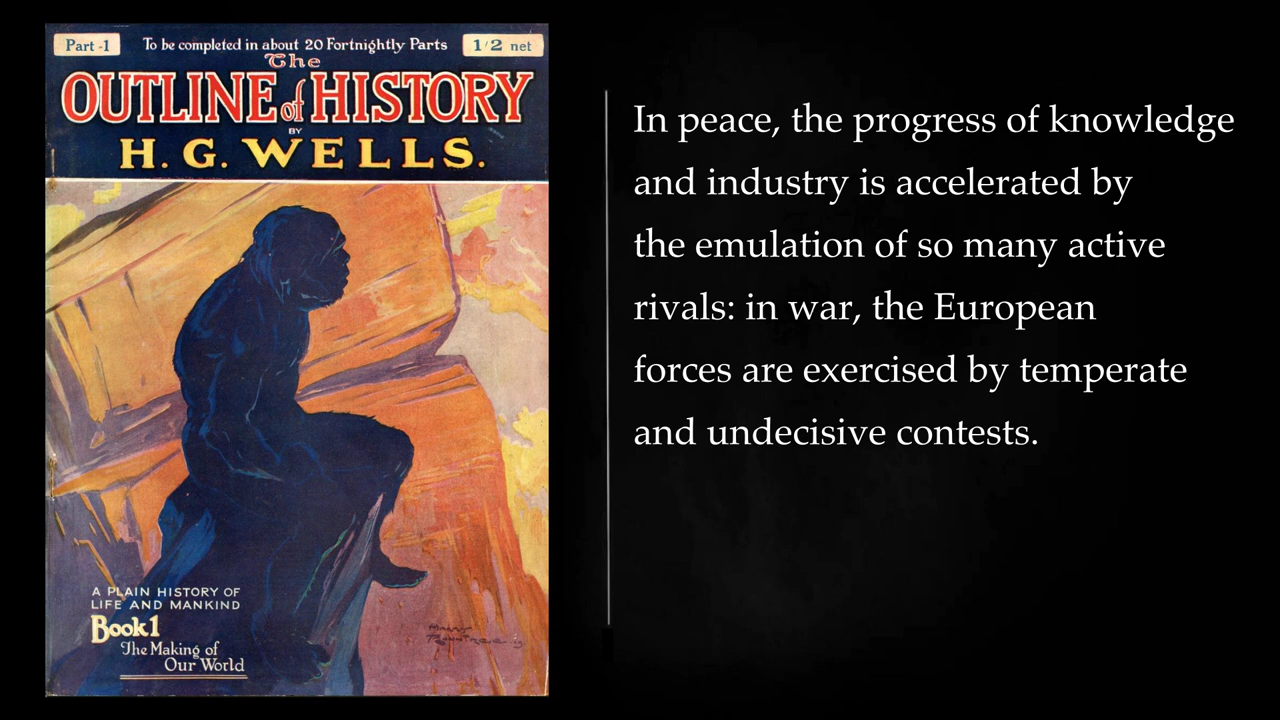 Part -1
To be completed in about 20 Fortnightly Parts
1/2 net
The
OUTLINE of HISTORY
BY
H. G. WELLS.
A PLAIN HISTORY OF
LIFE AND MANKIND
Book 1
The Making of
Our World
In peace, the progress of knowledge
and industry is accelerated by
the emulation of so many active
rivals: in war, the European
forces are exercised by temperate
and undecisive contests.